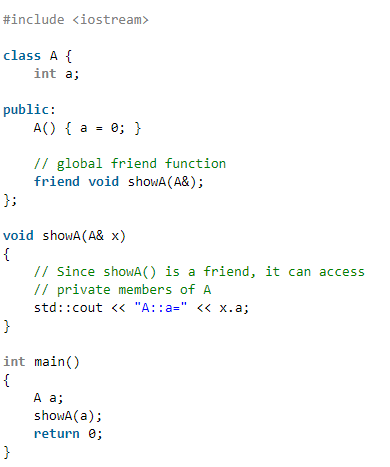 #include <iostream>

class A {
    int a;

public:
    A() { a = 0; }

    // global friend function
    friend void showA(A&);
};

void showA(A& x)
{
    // Since showA() is a friend, it can access
    // private members of A
    std::cout << "A::a=" << x.a;
}

int main()
{
    A a;
    showA(a);
    return 0;
}